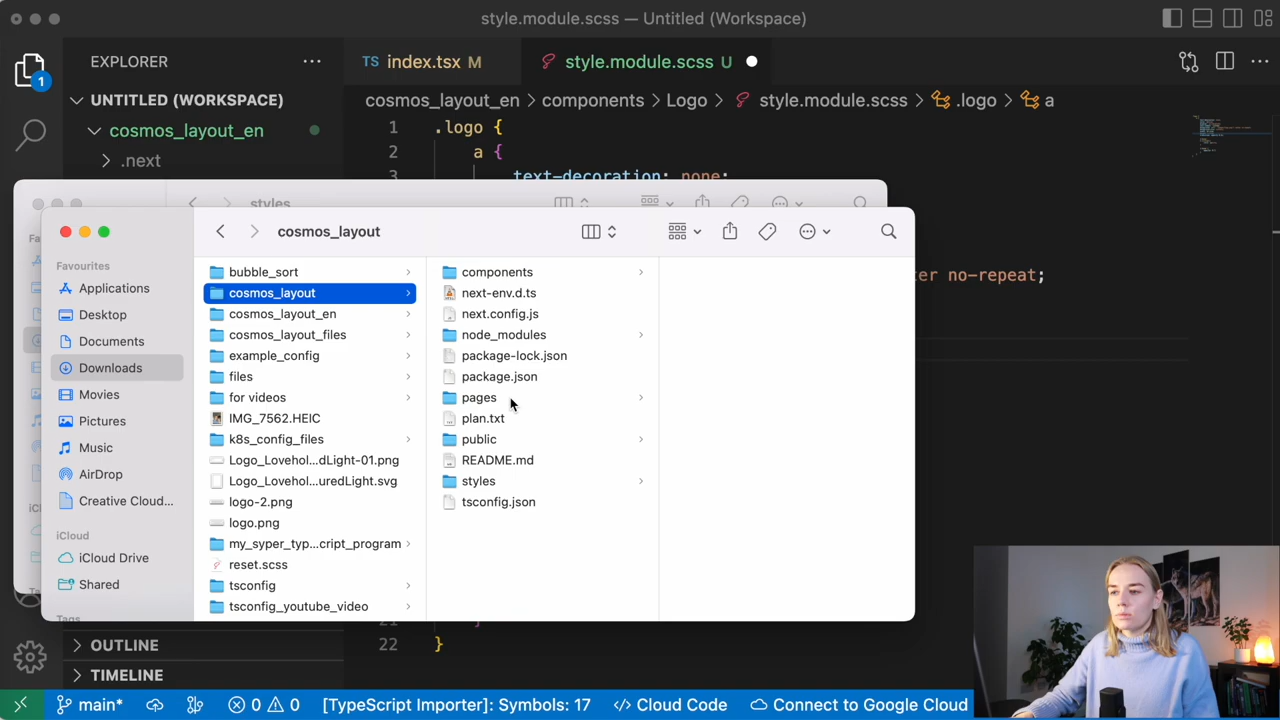 style.module.scss — Untitled (Workspace)
EXPLORER
TS index.tsx M
style.module.scss U
1
UNTITLED (WORKSPACE)
cosmos_layout_en > components > Logo > style.module.scss > .logo > a
cosmos_layout_en
.next
1 .logo {
2 a {
3 text-decoration: none;
styles
cosmos_layout
Favourites
Applications
Desktop
Documents
Downloads
Movies
Pictures
Music
AirDrop
Creative Cloud...
iCloud
iCloud Drive
Shared
Tags
bubble_sort
cosmos_layout
cosmos_layout_en
cosmos_layout_files
example_config
files
for videos
IMG_7562.HEIC
k8s_config_files
Logo_Lovehol...dLight-01.png
Logo_Lovehol...uredLight.svg
logo-2.png
logo.png
my_syper_typ...cript_program
reset.scss
tsconfig
tsconfig_youtube_video
components
next-env.d.ts
next.config.js
node_modules
package-lock.json
package.json
pages
plan.txt
public
README.md
styles
tsconfig.json
no-repeat;
21 }
22 }
OUTLINE
TIMELINE
main* 0 0 [TypeScript Importer]: Symbols: 17 </> Cloud Code Connect to Google Cloud